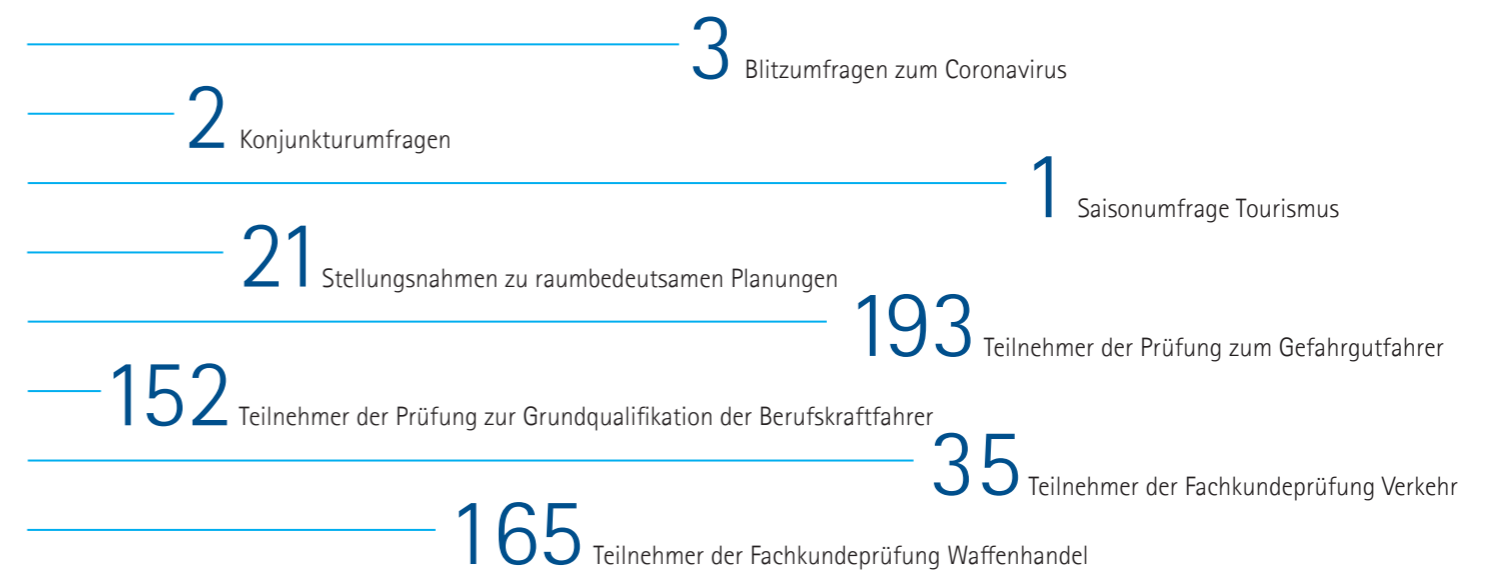 3 Blitzumfragen zum Coronavirus
2 Konjunkturumfragen
1 Saisonumfrage Tourismus
21 Stellungsnahmen zu raumbedeutsamen Planungen
193 Teilnehmer der Prüfung zum Gefahrgutfahrer
152 Teilnehmer der Prüfung zur Grundqualifikation der Berufskraftfahrer
35 Teilnehmer der Fachkundeprüfung Verkehr
165 Teilnehmer der Fachkundeprüfung Waffenhandel